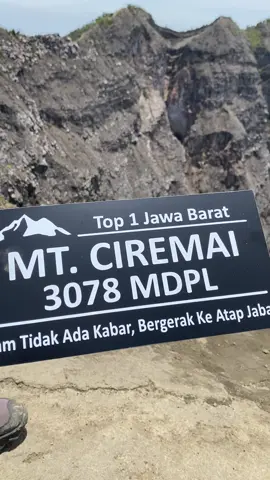 Top 1 Jawa Barat
MT. CIREMAI
3078 MDPL
Tidak Ada Kabar, Bergerak Ke Atap